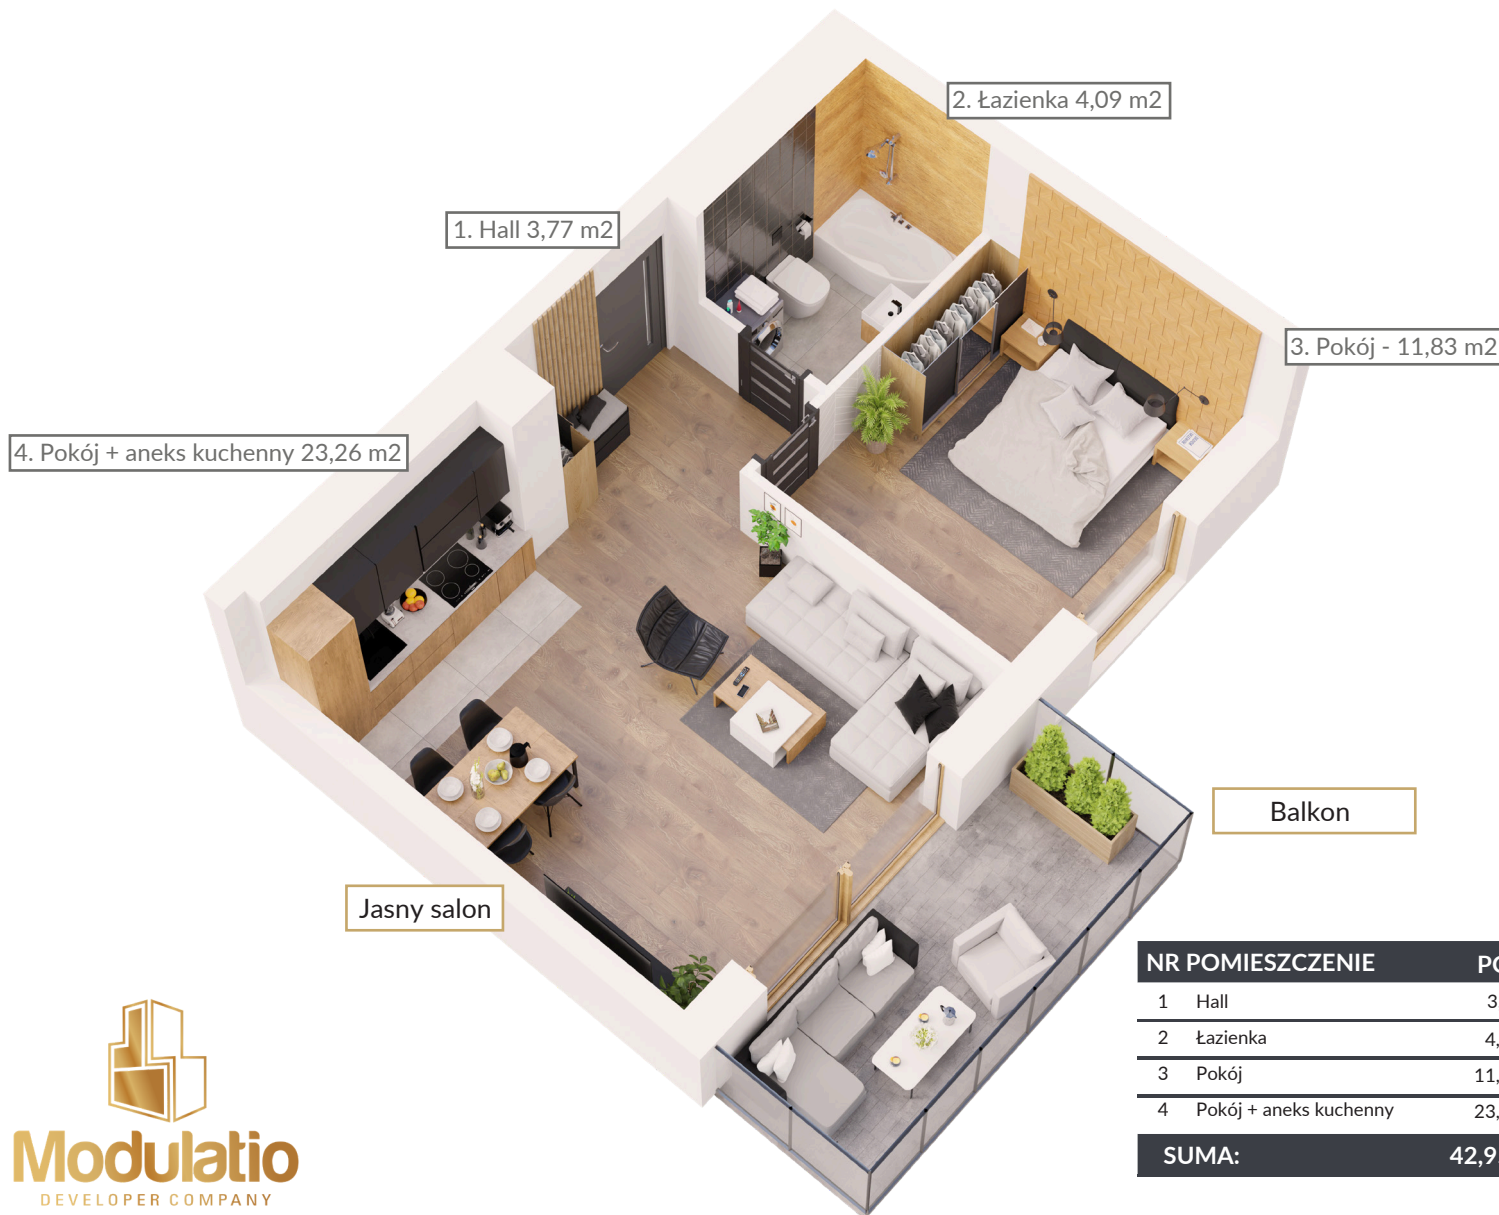 2. Łazienka 4,09 m2
1. Hall 3,77 m2
3. Pokój - 11,83 m2
4. Pokój + aneks kuchenny 23,26 m2
Balkon
Jasny salon
NR POMIESZCZENIE
1 Hall
2 Łazienka
3 Pokój
4 Pokój + aneks kuchenny
SUMA:
Modulatio
DEVELOPER COMPANY